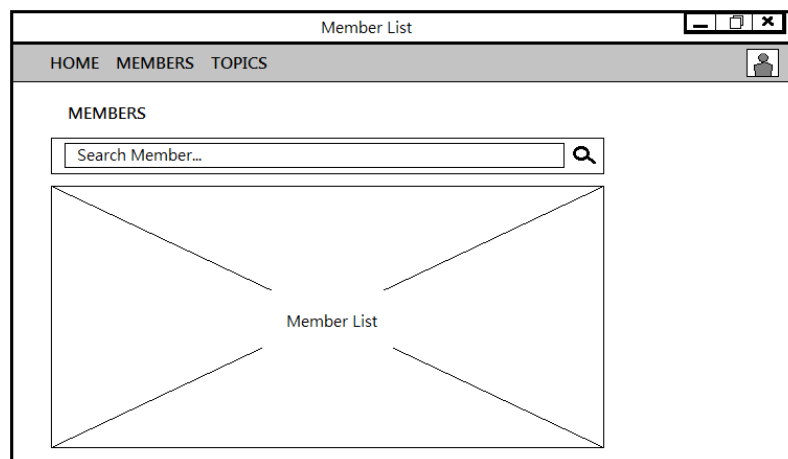 Member List
HOME MEMBERS TOPICS
MEMBERS
Search Member...
Member List